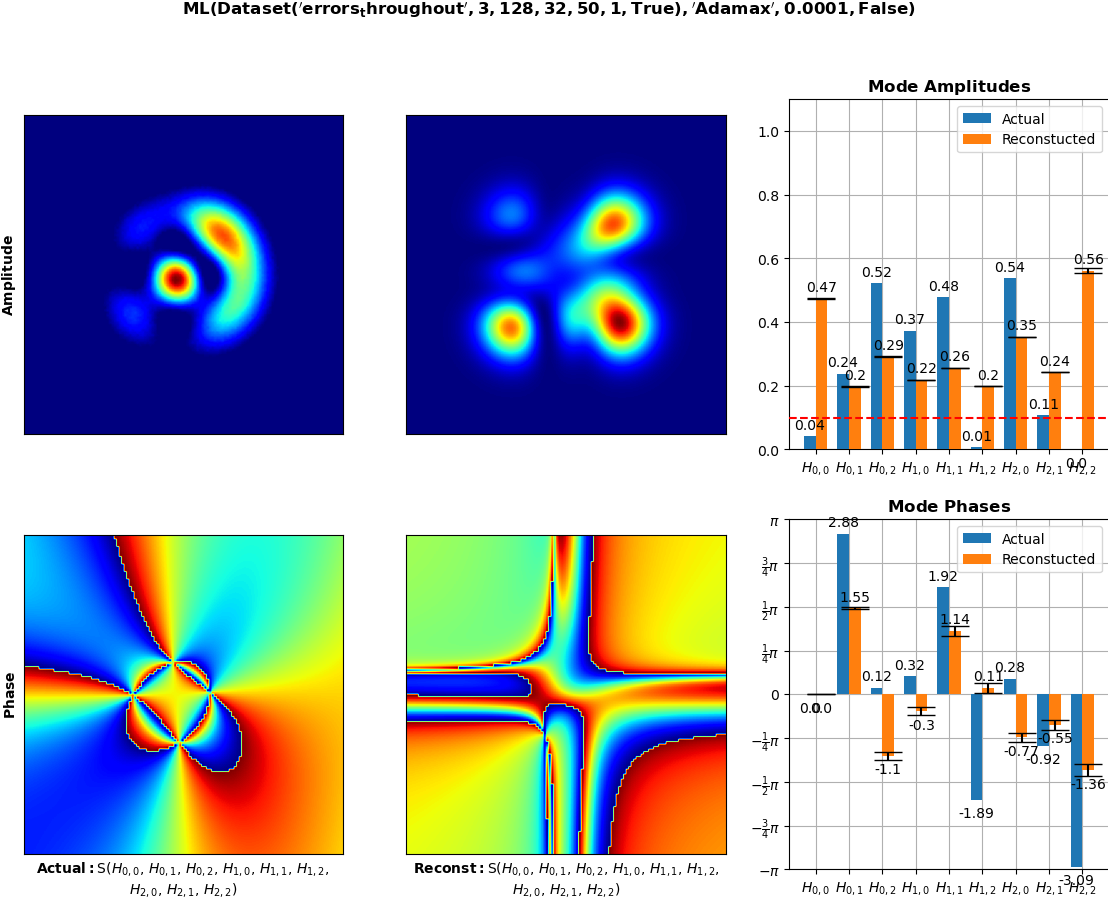 ML(Dataset('errors_throughout', 3, 128, 32, 50, 1, True), 'Adamax', 0.0001, False)
Amplitude
Mode Amplitudes
Actual
Reconstucted
1.0
0.8
0.6
0.4
0.2
0.0
0.04
0.47
0.24
0.2
0.52
0.29
0.37
0.22
0.48
0.26
0.01
0.2
0.54
0.35
0.11
0.24
0.0
0.56
H0,0 H0,1 H0,2 H1,0 H1,1 H1,2 H2,0 H2,1 H2,2
Phase
Actual: S(H0,0, H0,1, H0,2, H1,0, H1,1, H1,2,
H2,0, H2,1, H2,2)
Reconst: S(H0,0, H0,1, H0,2, H1,0, H1,1, H1,2,
H2,0, H2,1, H2,2)
Mode Phases
Actual
Reconstucted
π
3/4π
1/2π
1/4π
0
−1/4π
−1/2π
−3/4π
−π
0.0
0.0
2.88
1.55
0.12
-1.1
0.32
-0.3
1.92
1.14
-1.89
0.11
0.28
-0.77
-0.92
-0.55
-3.09
-1.36
H0,0 H0,1 H0,2 H1,0 H1,1 H1,2 H2,0 H2,1 H2,2